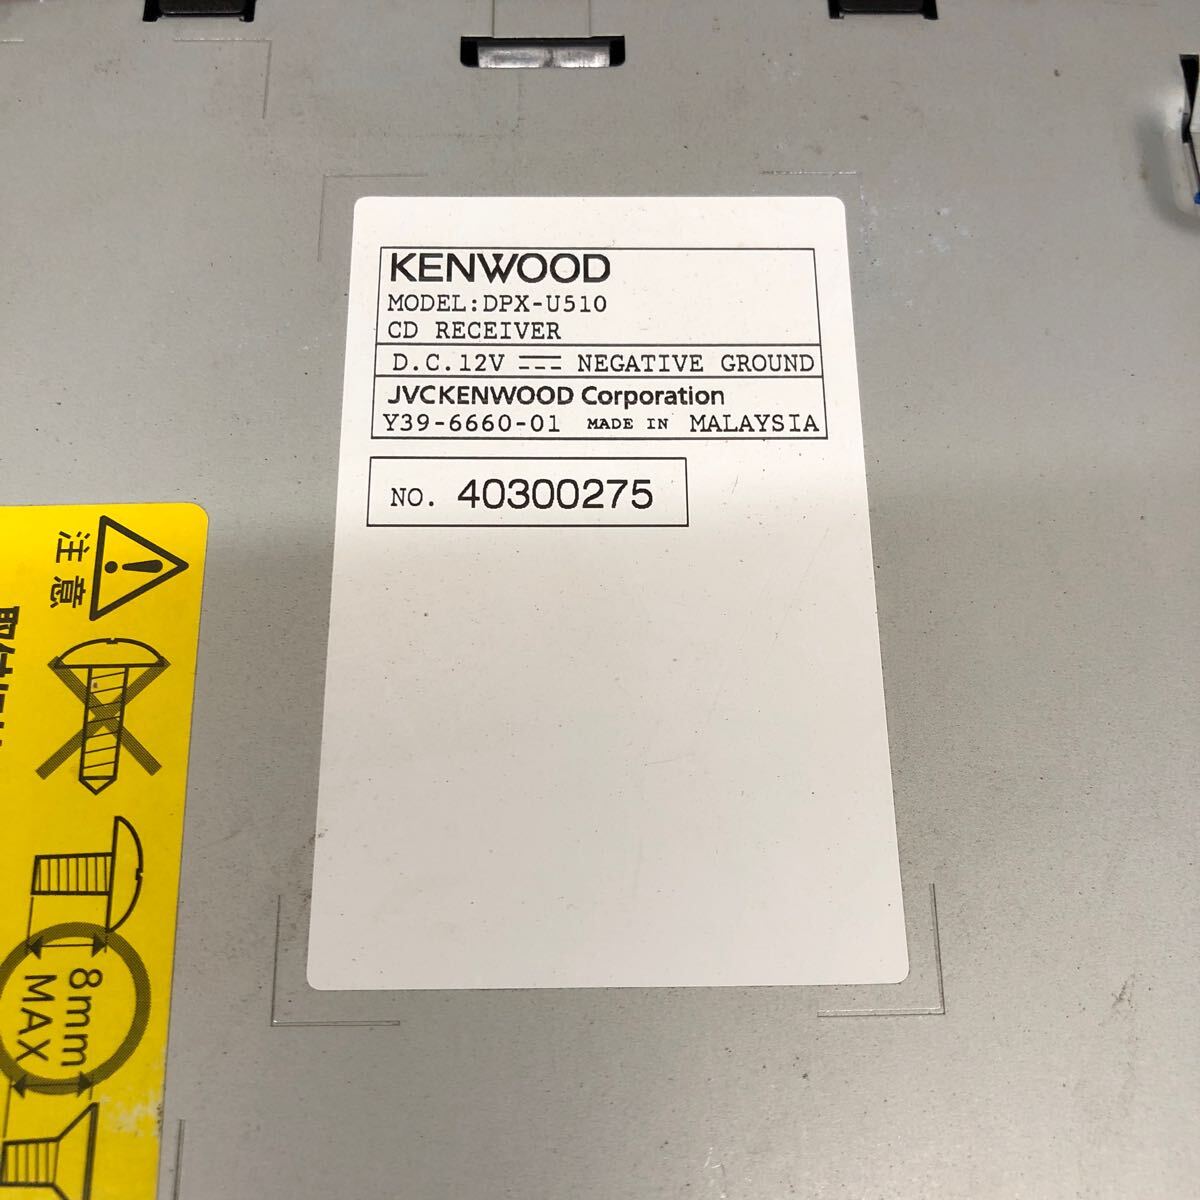 KENWOOD
MODEL:DPX-U510
CD RECEIVER
D.C.12V NEGATIVE GROUND
JVCKENWOOD Corporation
Y39-6660-01 MADE IN MALAYSIA
NO. 40300275
注意
8mm
MAX